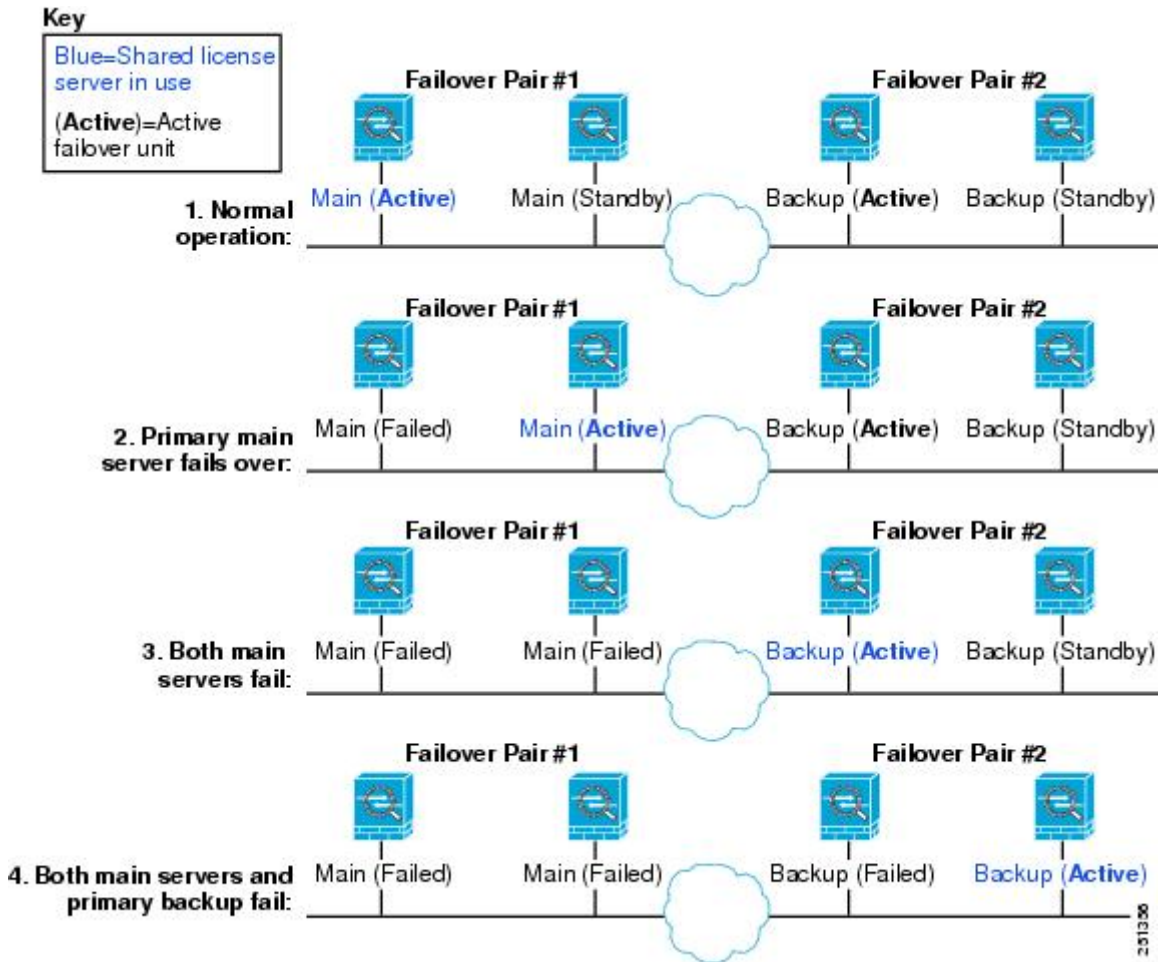 Key
Blue=Shared license
server in use
(Active)=Active
failover unit
Failover Pair #1
Failover Pair #2
1. Normal
operation:
Main (Active)
Main (Standby)
Backup (Active)
Backup (Standby)
Failover Pair #1
Failover Pair #2
2. Primary main
server fails over:
Main (Failed)
Main (Active)
Backup (Active)
Backup (Standby)
Failover Pair #1
Failover Pair #2
3. Both main
servers fail:
Main (Failed)
Main (Failed)
Backup (Active)
Backup (Standby)
Failover Pair #1
Failover Pair #2
4. Both main servers and
primary backup fail:
Main (Failed)
Main (Failed)
Backup (Failed)
Backup (Active)
251356